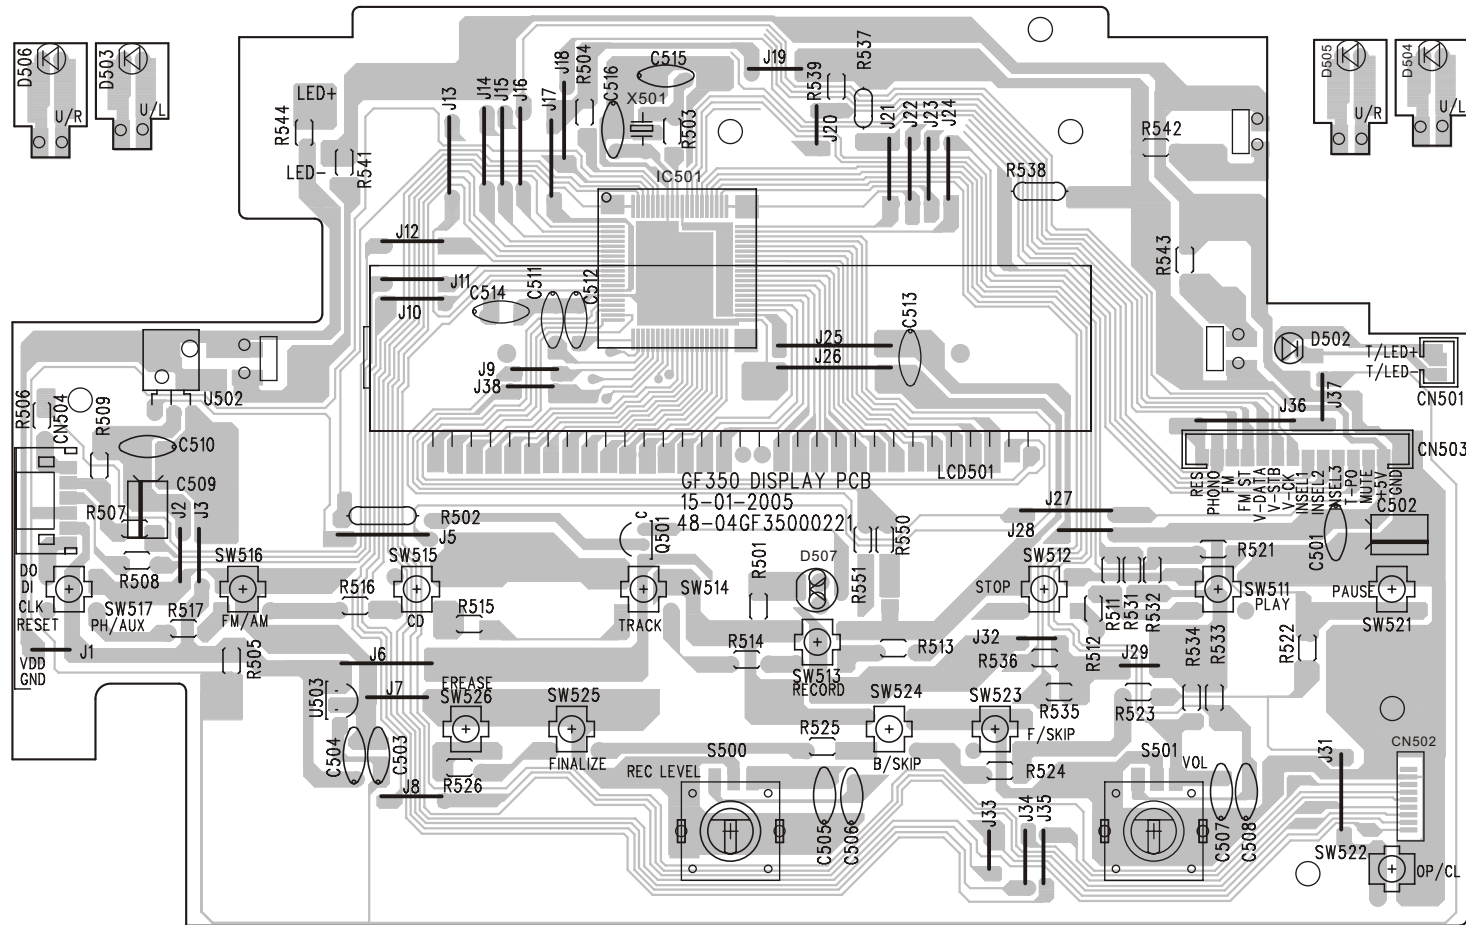 D506
U/R
D503
U/L
D505
U/R
D504
U/L
LED+
R544
LED-
R541
J13
J14
J15
J16
J17
J18
R504
C516
C515
X501
R503
IC501
J19
R539
R537
J20
J21
J22
J23
J24
R538
R542
R543
J12
J11
J10
C514
C511
C512
J9
J38
J25
J26
C513
U502
D502
T/LED+
T/LED-
CN501
J37
J36
CN503
R506
CN504
R509
C510
C509
R507
J2
J3
R508
LCD501
GF350 DISPLAY PCB
15-01-2005
48-04GF35000221
RES
PHONO
FM
FM ST
V-DATA
V-STB
V-CK
INSEL1
INSEL2
INSEL3
T-PO
MUTE
+5V
GND
C501
C502
R502
J5
C
Q501
R501
D507
R551
R550
J27
J28
SW516
FM/AM
SW515
CD
R516
R515
SW514
TRACK
SW512
STOP
R521
SW511
PLAY
PAUSE
SW521
DO
DI
CLK
RESET
VDD
GND
SW517
PH/AUX
R517
J1
R505
J6
J7
U503
R514
SW513
RECORD
R513
J32
R536
R535
R511
R531
R532
R512
J29
R534
R533
R523
R522
EREASE
SW526
SW525
FINALIZE
R526
C504
C503
J8
R525
SW524
B/SKIP
SW523
F/SKIP
R524
S500
REC LEVEL
C505
C506
S501
VOL
C507
C508
J33
J34
J35
J31
CN502
SW522
OP/CL